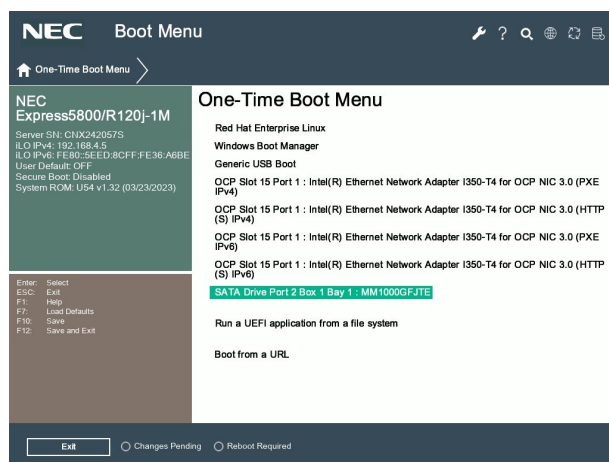 NEC Boot Menu
One-Time Boot Menu
NEC
Express5800/R120j-1M
Server SN: CNX242057S
iLO IPv4: 192.168.4.5
iLO IPv6: FE80::5EED:8CFF:FE36:A6BE
User Default: OFF
Secure Boot: Disabled
System ROM: U54 v1.32 (03/23/2023)
Enter: Select
ESC: Exit
F1: Help
F7: Load Defaults
F10: Save
F12: Save and Exit
One-Time Boot Menu
Red Hat Enterprise Linux
Windows Boot Manager
Generic USB Boot
OCP Slot 15 Port 1 : Intel(R) Ethernet Network Adapter I350-T4 for OCP NIC 3.0 (PXE
IPv4)
OCP Slot 15 Port 1 : Intel(R) Ethernet Network Adapter I350-T4 for OCP NIC 3.0 (HTTP
(S) IPv4)
OCP Slot 15 Port 1 : Intel(R) Ethernet Network Adapter I350-T4 for OCP NIC 3.0 (PXE
IPv6)
OCP Slot 15 Port 1 : Intel(R) Ethernet Network Adapter I350-T4 for OCP NIC 3.0 (HTTP
(S) IPv6)
SATA Drive Port 2 Box 1 Bay 1 : MM1000GFJTE
Run a UEFI application from a file system
Boot from a URL
Exit
Changes Pending
Reboot Required